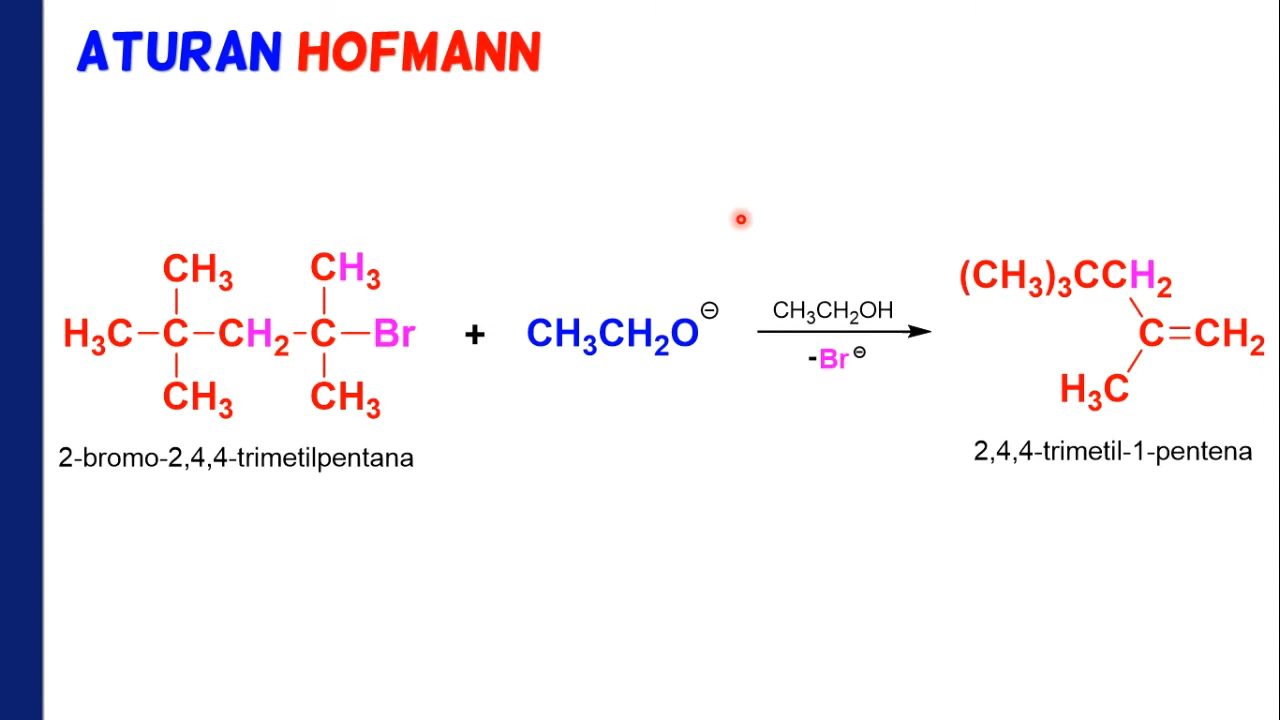 ATURAN HOFMANN
CH₃ CH₃
H₃C–C–CH₂–C–Br + CH₃CH₂O⊖
CH₃ CH₃
2-bromo-2,4,4-trimetilpentana
CH₃CH₂OH
-Br⊖
(CH₃)₃CCH₂
C=CH₂
H₃C
2,4,4-trimetil-1-pentena